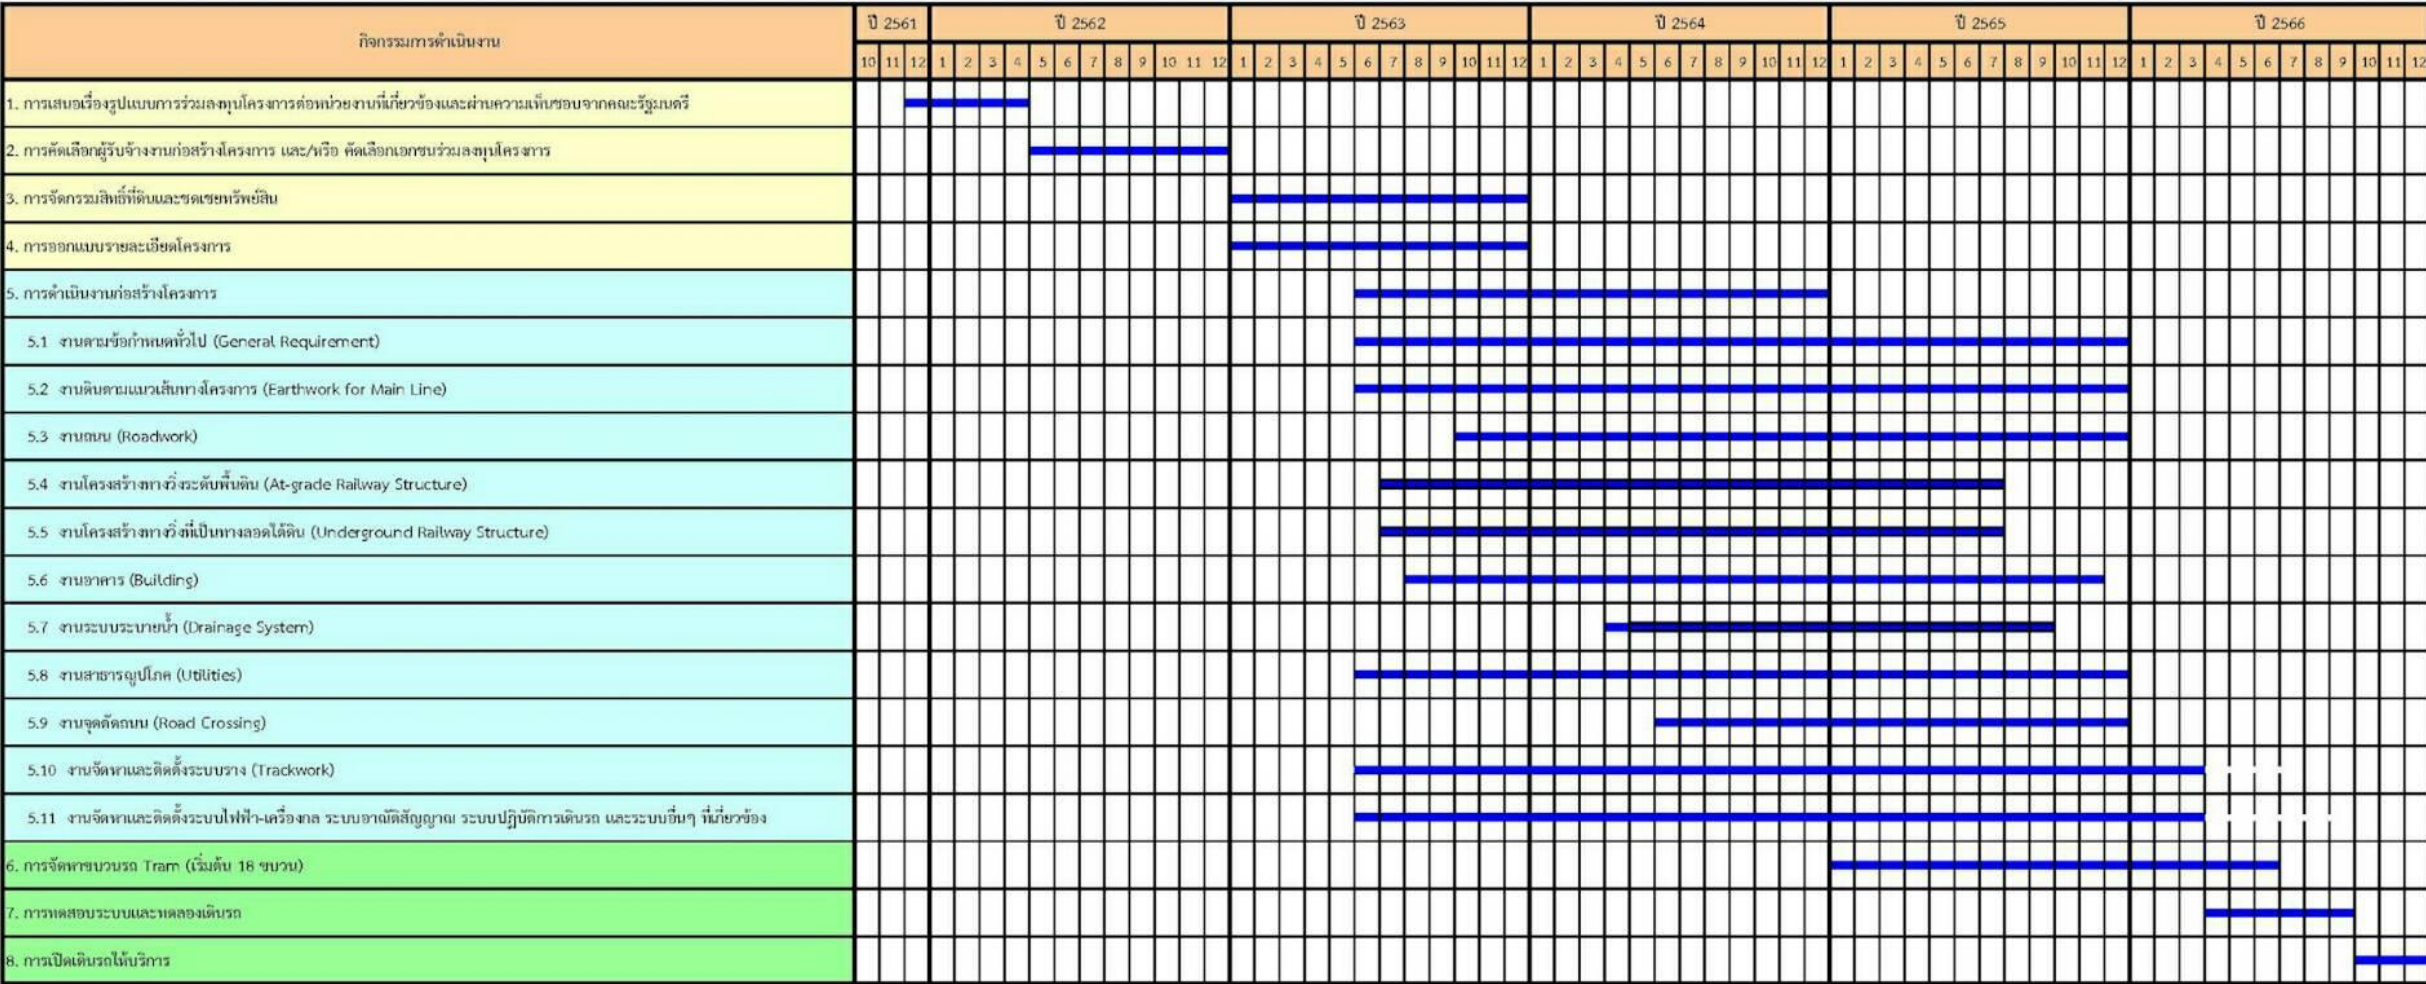 กิจกรรมการดำเนินงาน
ปี 2561 ปี 2562 ปี 2563 ปี 2564 ปี 2565 ปี 2566
10 11 12 1 2 3 4 5 6 7 8 9 10 11 12 1 2 3 4 5 6 7 8 9 10 11 12 1 2 3 4 5 6 7 8 9 10 11 12 1 2 3 4 5 6 7 8 9 10 11 12 1 2 3 4 5 6 7 8 9 10 11 12
1. การเสนอเรื่องรูปแบบการร่วมลงทุนโครงการต่อหน่วยงานที่เกี่ยวข้องและผ่านความเห็นชอบจากคณะรัฐมนตรี
2. การคัดเลือกผู้รับจ้างงานก่อสร้างโครงการ และ/หรือ คัดเลือกเอกชนร่วมลงทุนโครงการ
3. การจัดกรรมสิทธิ์ที่ดินและชดเชยทรัพย์สิน
4. การออกแบบรายละเอียดโครงการ
5. การดำเนินงานก่อสร้างโครงการ
5.1 งานตามข้อกำหนดทั่วไป (General Requirement)
5.2 งานดินตามแนวเส้นทางโครงการ (Earthwork for Main Line)
5.3 งานถนน (Roadwork)
5.4 งานโครงสร้างทางวิ่งระดับพื้นดิน (At-grade Railway Structure)
5.5 งานโครงสร้างทางวิ่งที่เป็นทางลอดใต้ดิน (Underground Railway Structure)
5.6 งานอาคาร (Building)
5.7 งานระบบระบายน้ำ (Drainage System)
5.8 งานสาธารณูปโภค (Utilities)
5.9 งานจุดตัดถนน (Road Crossing)
5.10 งานจัดหาและติดตั้งระบบราง (Trackwork)
5.11 งานจัดหาและติดตั้งระบบไฟฟ้า-เครื่องกล ระบบอาณัติสัญญาณ ระบบปฏิบัติการเดินรถ และระบบอื่นๆ ที่เกี่ยวข้อง
6. การจัดหาขบวนรถ Tram (เริ่มต้น 18 ขบวน)
7. การทดสอบระบบและทดลองเดินรถ
8. การเปิดเดินรถให้บริการ